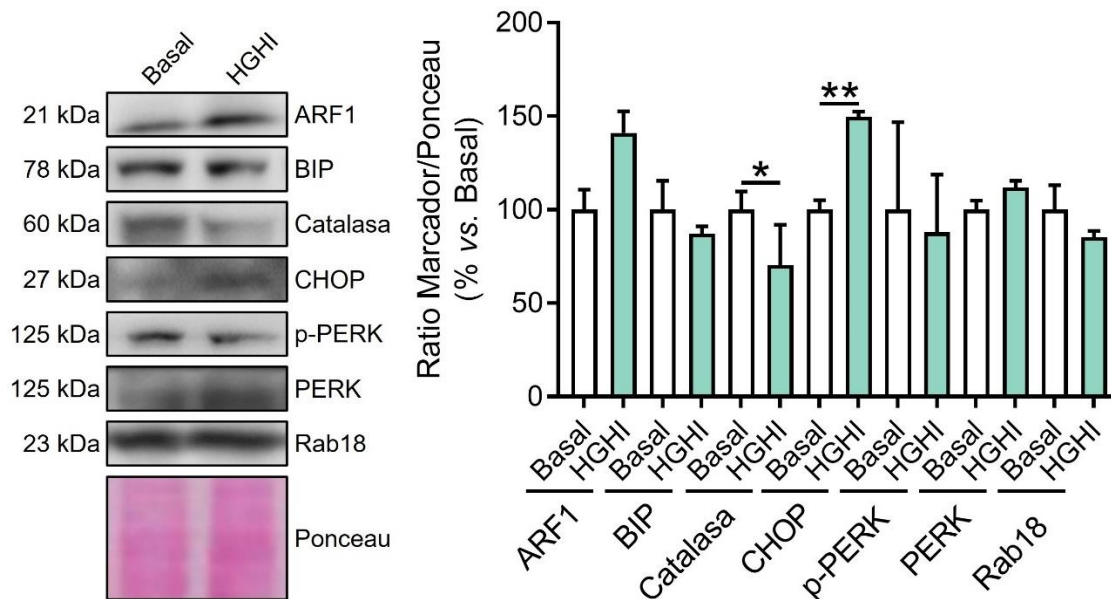 Basal HGHI
21 kDa ARF1
78 kDa BIP
60 kDa Catalasa
27 kDa CHOP
125 kDa p-PERK
125 kDa PERK
23 kDa Rab18
Ponceau
Ratio Marcador/Ponceau
(% vs. Basal)
200
150
100
50
0
* **
Basal HGHI Basal HGHI Basal HGHI Basal HGHI Basal HGHI Basal HGHI Basal HGHI
ARF1 BIP Catalasa CHOP p-PERK PERK Rab18